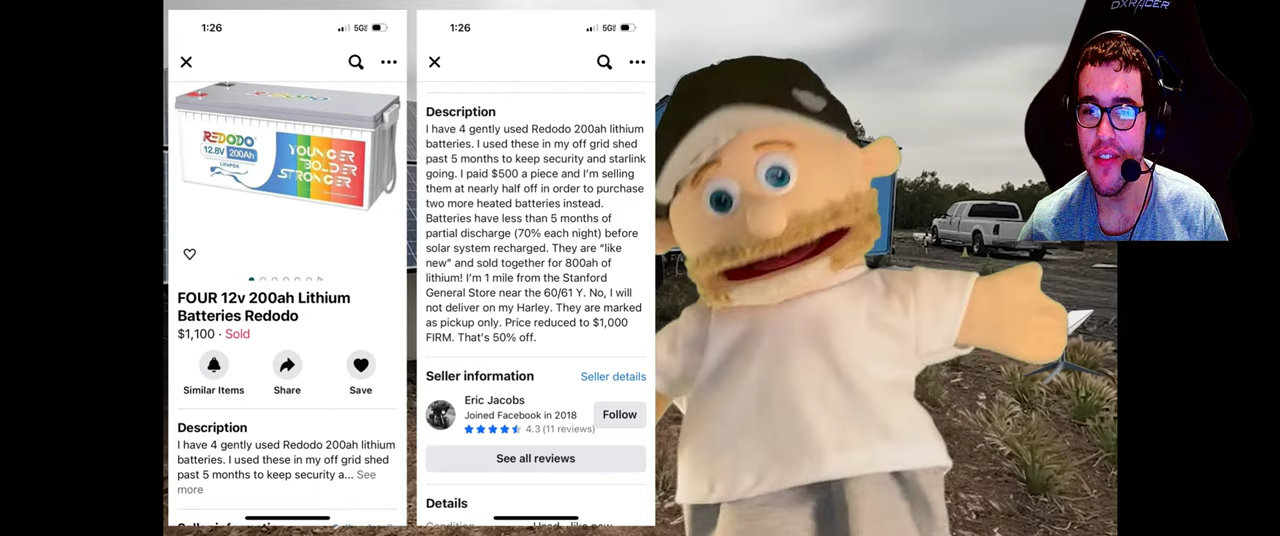 1:26
5G
REDODO
REDODO
12.8V 200Ah
LiFePO4
YOUNGER
BOLDER
STRONGER
FOUR 12v 200ah Lithium
Batteries Redodo
$1,100 · Sold
Similar Items Share Save
Description
I have 4 gently used Redodo 200ah lithium
batteries. I used these in my off grid shed
past 5 months to keep security a... See
more
1:26
5G
Description
I have 4 gently used Redodo 200ah lithium
batteries. I used these in my off grid shed
past 5 months to keep security and starlink
going. I paid $500 a piece and I'm selling
them at nearly half off in order to purchase
two more heated batteries instead.
Batteries have less than 5 months of
partial discharge (70% each night) before
solar system recharged. They are “like
new” and sold together for 800ah of
lithium! I'm 1 mile from the Stanford
General Store near the 60/61 Y. No, I will
not deliver on my Harley. They are marked
as pickup only. Price reduced to $1,000
FIRM. That's 50% off.
Seller information Seller details
Eric Jacobs
Joined Facebook in 2018
4.3 (11 reviews)
Follow
See all reviews
Details
DXRACER